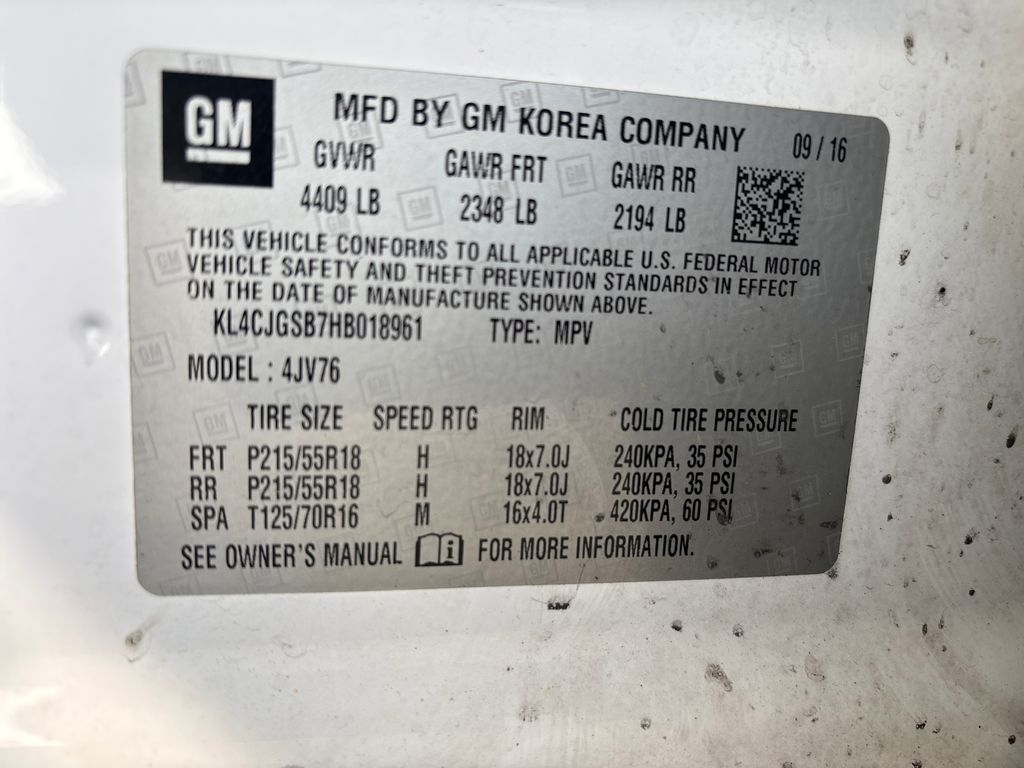 GM
MFD BY GM KOREA COMPANY 09 / 16
GVWR GAWR FRT GAWR RR
4409 LB 2348 LB 2194 LB
THIS VEHICLE CONFORMS TO ALL APPLICABLE U.S. FEDERAL MOTOR
VEHICLE SAFETY AND THEFT PREVENTION STANDARDS IN EFFECT
ON THE DATE OF MANUFACTURE SHOWN ABOVE.
KL4CJGSB7HB018961 TYPE: MPV
MODEL : 4JV76
TIRE SIZE SPEED RTG RIM COLD TIRE PRESSURE
FRT P215/55R18 H 18x7.0J 240KPA, 35 PSI
RR P215/55R18 H 18x7.0J 240KPA, 35 PSI
SPA T125/70R16 M 16x4.0T 420KPA, 60 PSI
SEE OWNER'S MANUAL FOR MORE INFORMATION.